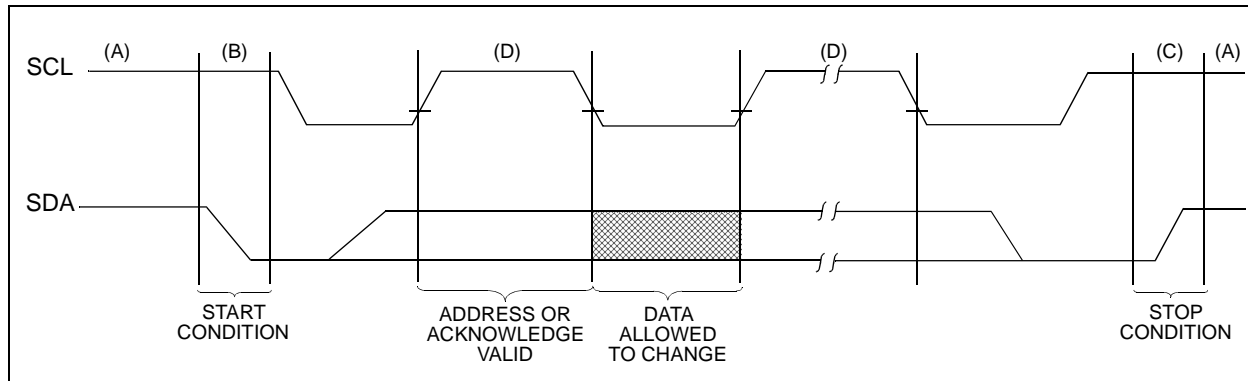 (A) (B) (D) (D) (C) (A)
SCL
SDA
START
CONDITION
ADDRESS OR
ACKNOWLEDGE
VALID
DATA
ALLOWED
TO CHANGE
STOP
CONDITION